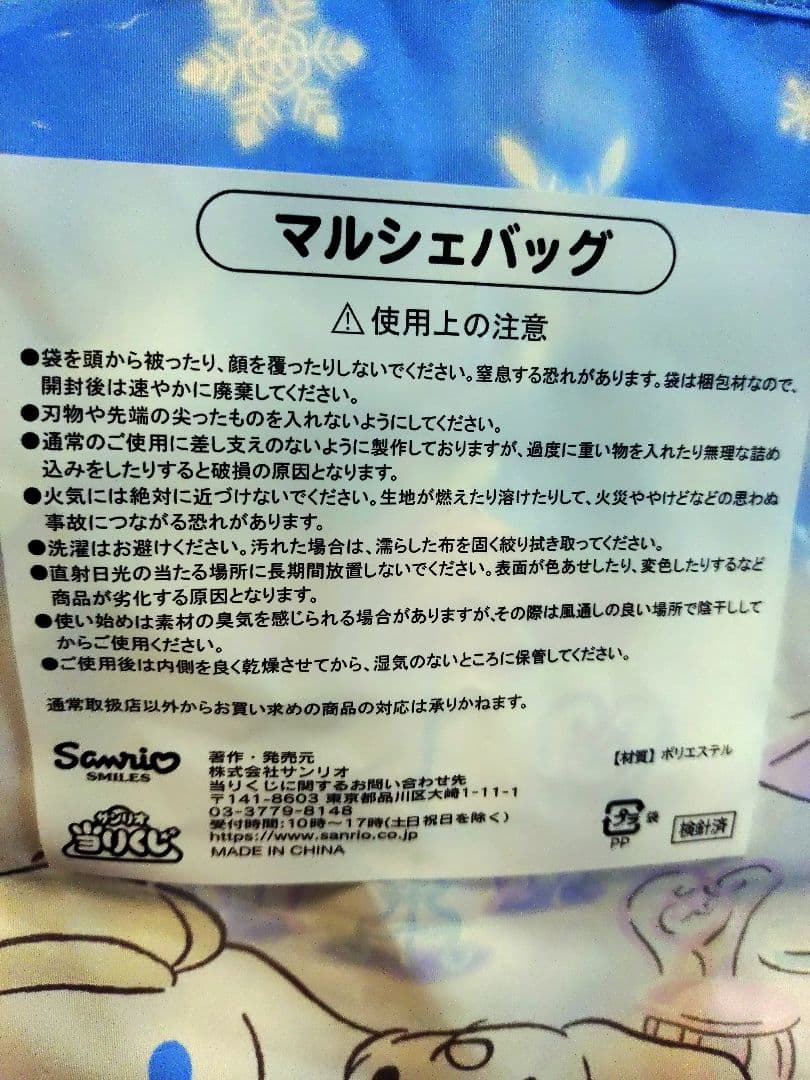 マルシェバッグ
⚠使用上の注意
●袋を頭から被ったり、顔を覆ったりしないでください。窒息する恐れがあります。袋は梱包材なので、
開封後は速やかに廃棄してください。
●刃物や先端の尖ったものを入れないようにしてください。
●通常のご使用に差し支えのないように製作しておりますが、過度に重い物を入れたり無理な詰め
込みをしたりすると破損の原因となります。
●火気には絶対に近づけないでください。生地が燃えたり溶けたりして、火災ややけどなどの思わぬ
事故につながる恐れがあります。
●洗濯はお避けください。汚れた場合は、濡らした布を固く絞り拭き取ってください。
●直射日光の当たる場所に長期間放置しないでください。表面が色あせしたり、変色したりするなど
商品が劣化する原因となります。
●使い始めは素材の臭気を感じられる場合がありますが、その際は風通しの良い場所で陰干しして
からご使用ください。
●ご使用後は内側を良く乾燥させてから、湿気のないところに保管してください。
通常取扱店以外からお買い求めの商品の対応は承りかねます。
Sanrio
SMILES
サンリオ
当りくじ
著作・発売元
株式会社サンリオ
当りくじに関するお問い合わせ先
〒141-8603 東京都品川区大崎1-11-1
03-3779-8148
受付時間:10時〜17時(土日祝日を除く)
https://www.sanrio.co.jp
MADE IN CHINA
【材質】ポリエステル
プラ 袋
PP
検針済